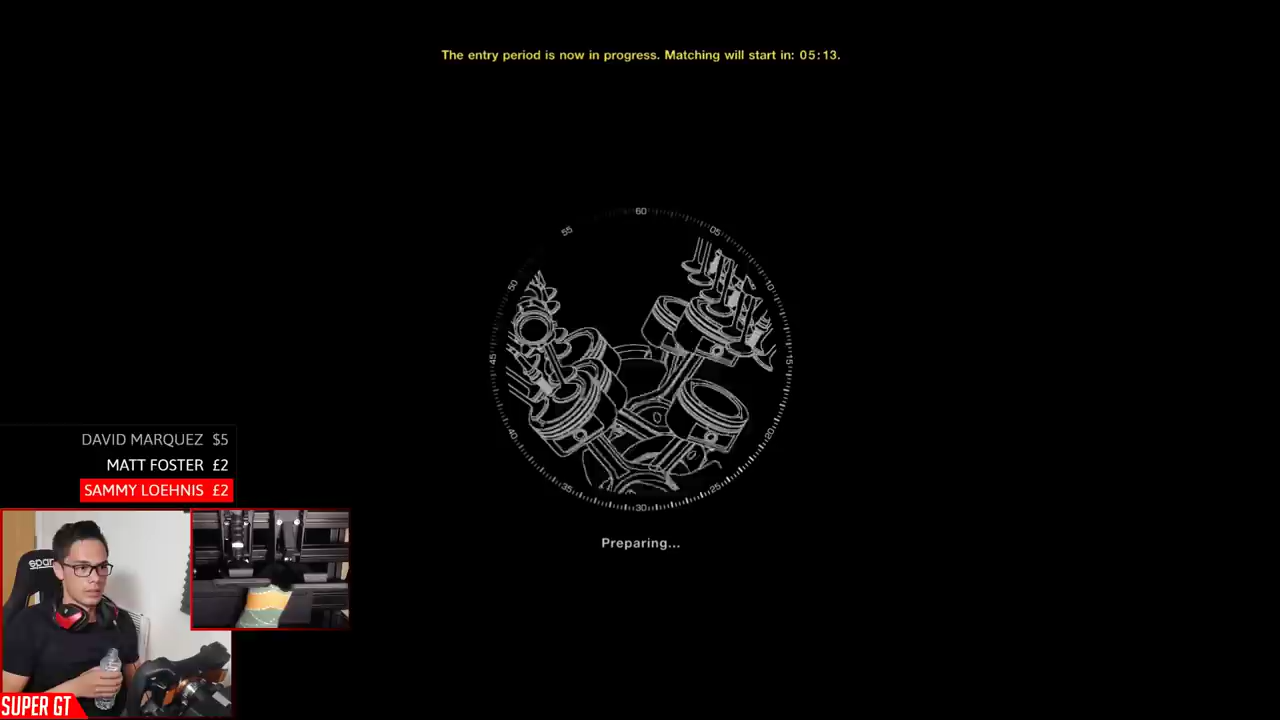 The entry period is now in progress. Matching will start in: 05:13.
60
55
05
50
10
45
15
40
20
35
25
30
Preparing...
DAVID MARQUEZ $5
MATT FOSTER £2
SAMMY LOEHNIS £2
SUPER GT